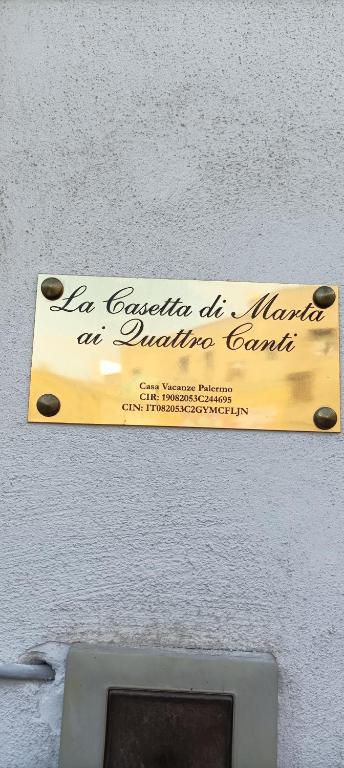 La Casetta di Marta
ai Quattro Canti
Casa Vacanze Palermo
CIR: 19082053C244695
CIN: IT082053C2GYMCFLJN